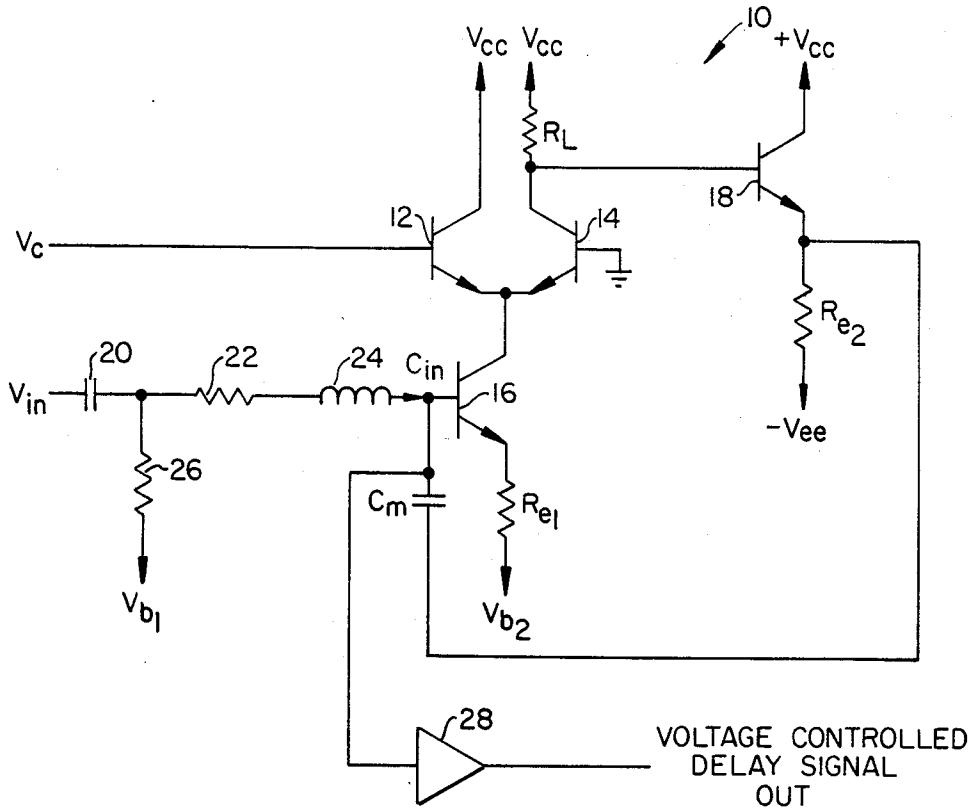 10
Vcc
Vcc
+Vcc
RL
12
14
18
Vc
Re2
20
22
24
Cin
Vin
16
-Vee
26
Cm
Re1
Vb1
Vb2
28
VOLTAGE CONTROLLED
DELAY SIGNAL
OUT